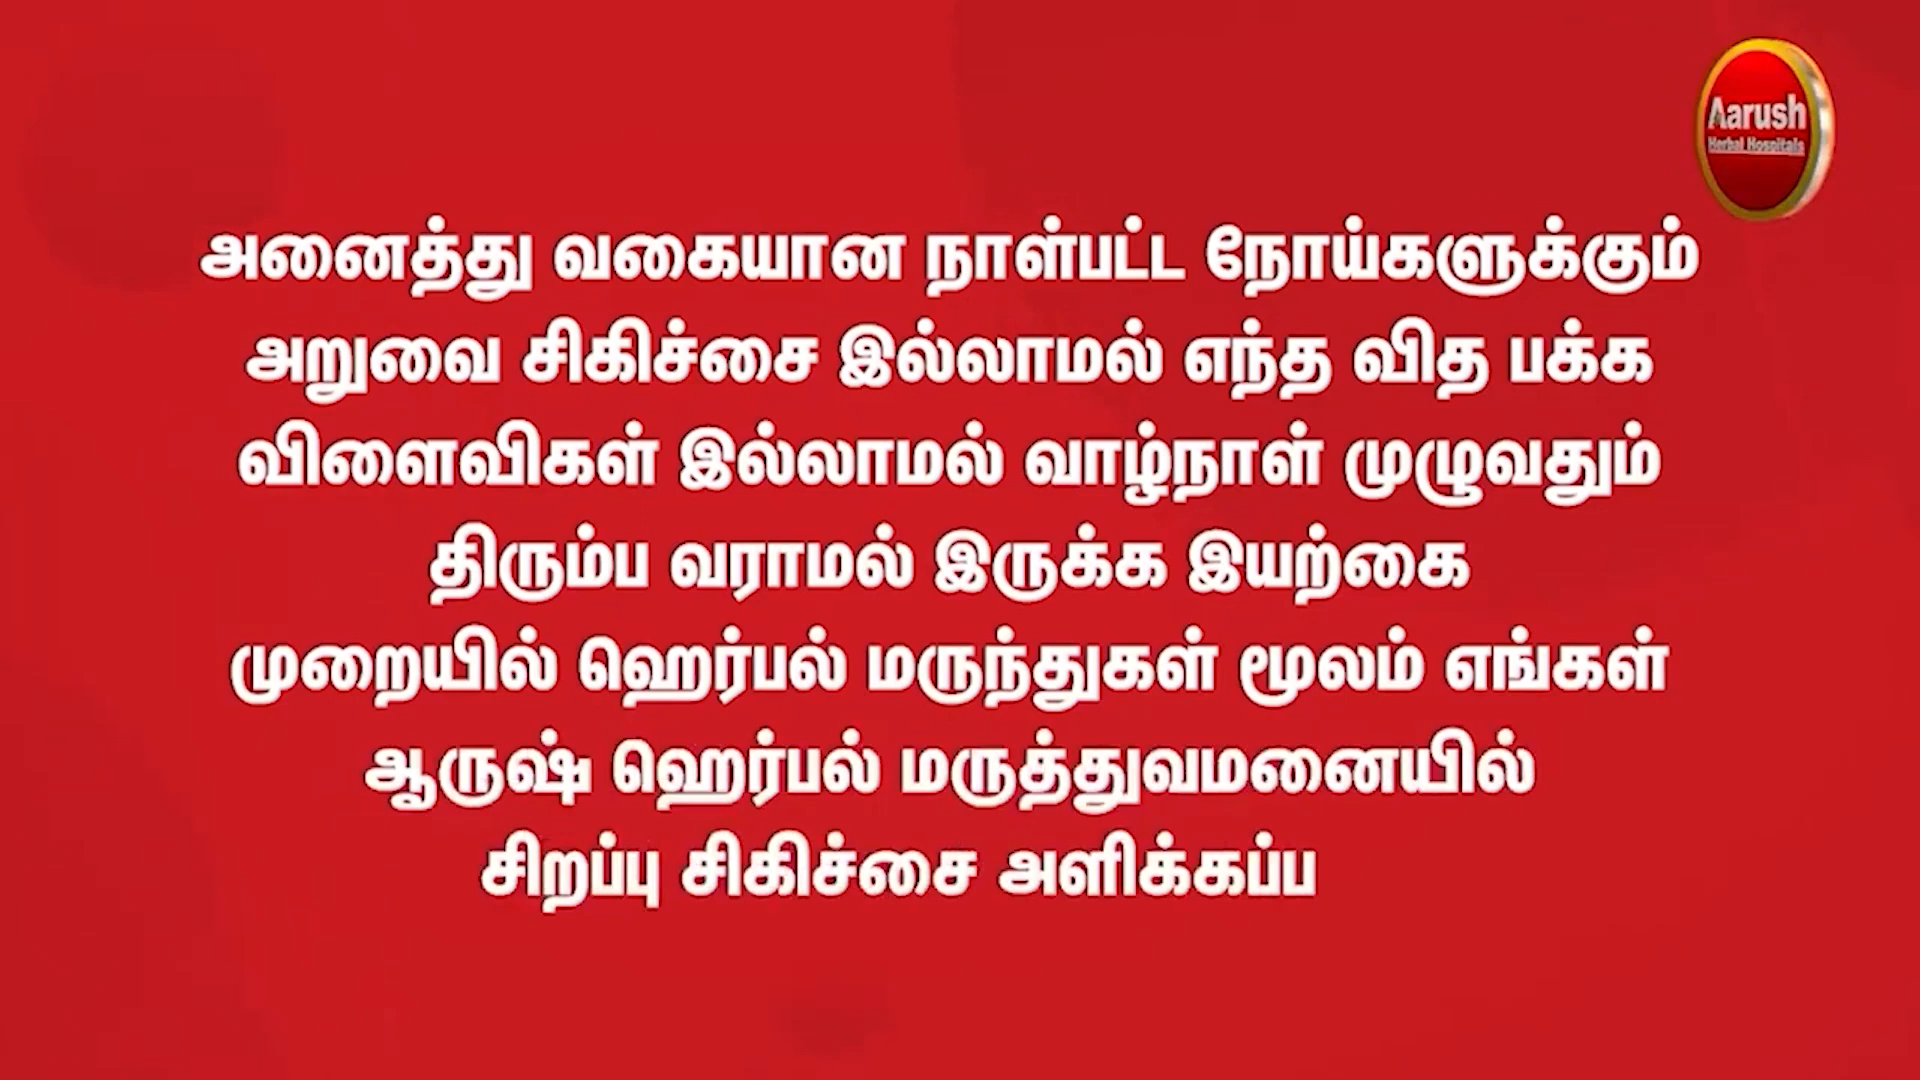 Aarush
Herbal Hospitals
அனைத்து வகையான நாள்பட்ட நோய்களுக்கும்
அறுவை சிகிச்சை இல்லாமல் எந்த வித பக்க
விளைவிகள் இல்லாமல் வாழ்நாள் முழுவதும்
திரும்ப வராமல் இருக்க இயற்கை
முறையில் ஹெர்பல் மருந்துகள் மூலம் எங்கள்
ஆருஷ் ஹெர்பல் மருத்துவமனையில்
சிறப்பு சிகிச்சை அளிக்கப்ப